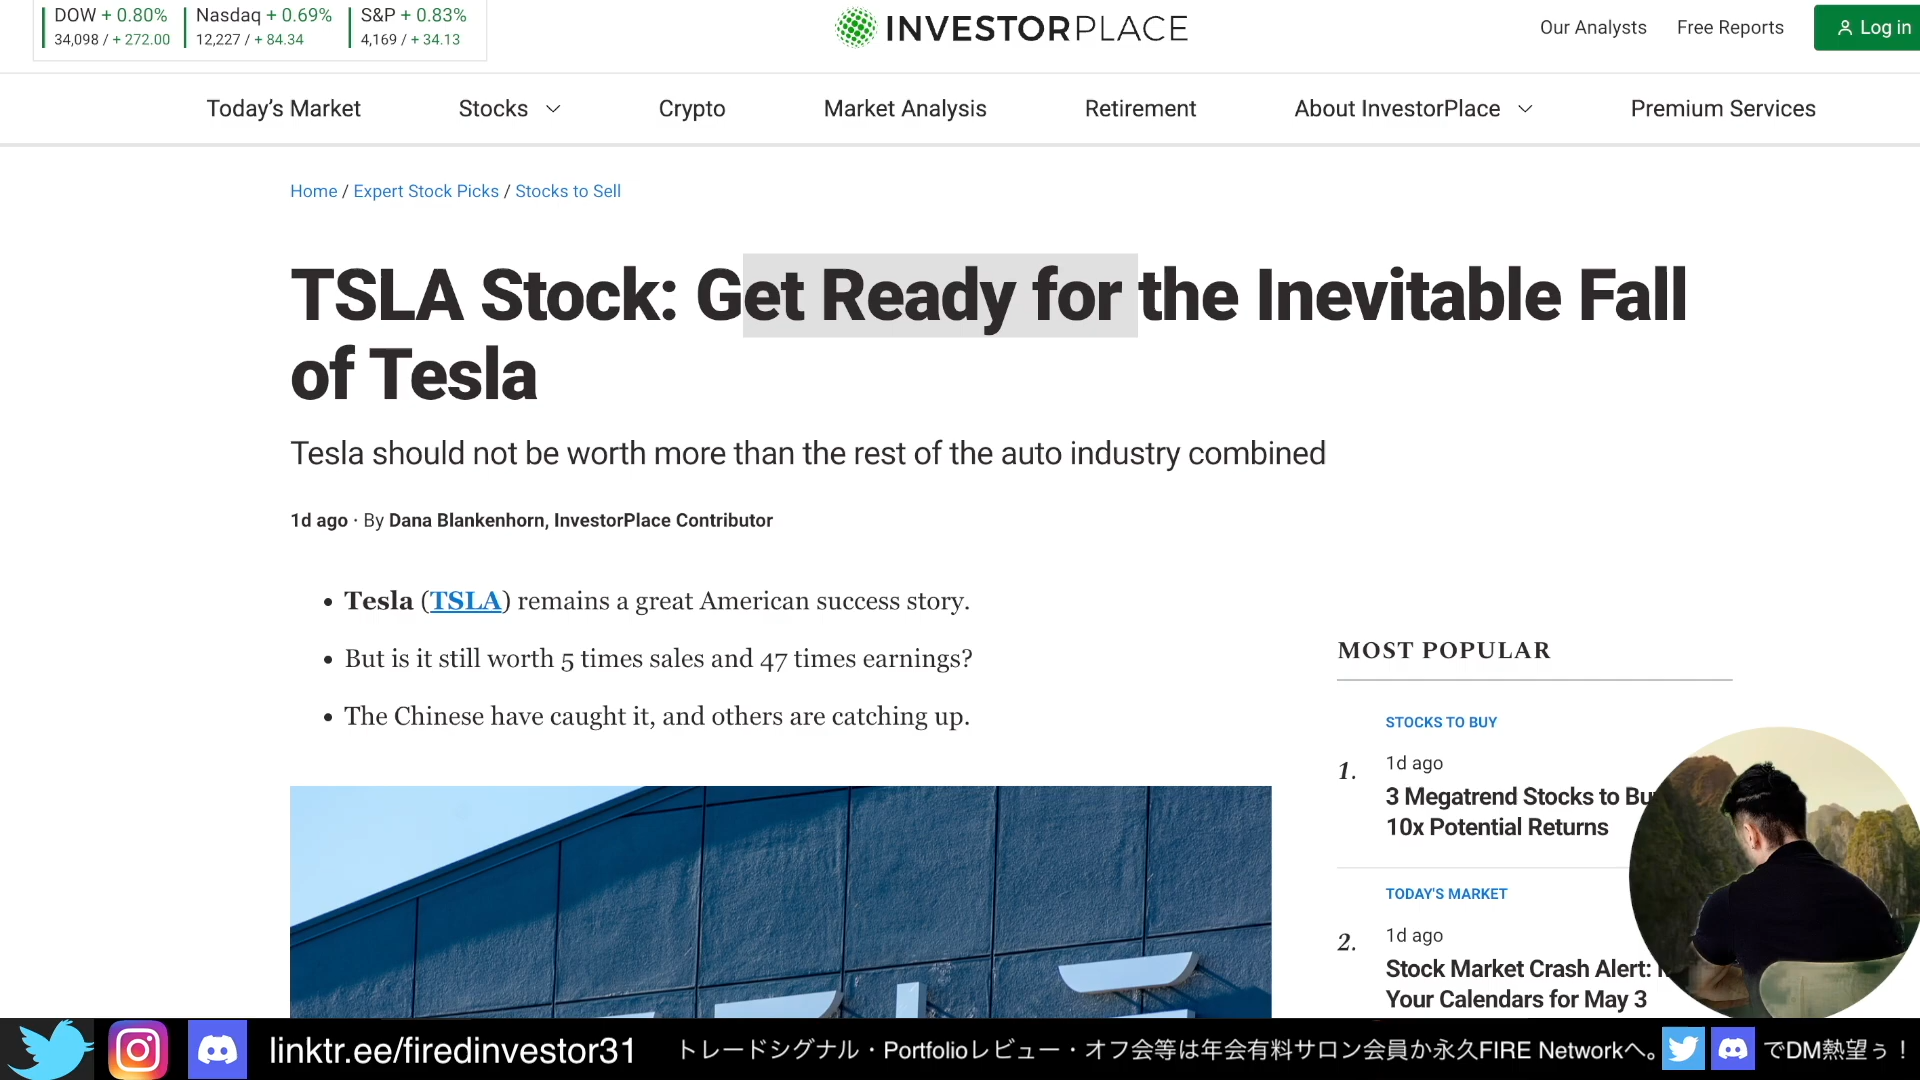 DOW + 0.80%
34,098 / + 272.00
Nasdaq + 0.69%
12,227 / + 84.34
S&P + 0.83%
4,169 / + 34.13
INVESTORPLACE
Our Analysts
Free Reports
Log in
Today’s Market
Stocks
Crypto
Market Analysis
Retirement
About InvestorPlace
Premium Services
Home / Expert Stock Picks / Stocks to Sell
TSLA Stock: Get Ready for the Inevitable Fall
of Tesla
Tesla should not be worth more than the rest of the auto industry combined
1d ago · By Dana Blankenhorn, InvestorPlace Contributor
• Tesla (TSLA) remains a great American success story.
• But is it still worth 5 times sales and 47 times earnings?
• The Chinese have caught it, and others are catching up.
MOST POPULAR
STOCKS TO BUY
1.
1d ago
3 Megatrend Stocks to Bu
10x Potential Returns
TODAY'S MARKET
2.
1d ago
Stock Market Crash Alert:
Your Calendars for May 3
linktr.ee/firedinvestor31
トレードシグナル・Portfolioレビュー・オフ会等は年会有料サロン会員か永久FIRE Networkへ。
でDM熱望ぅ！